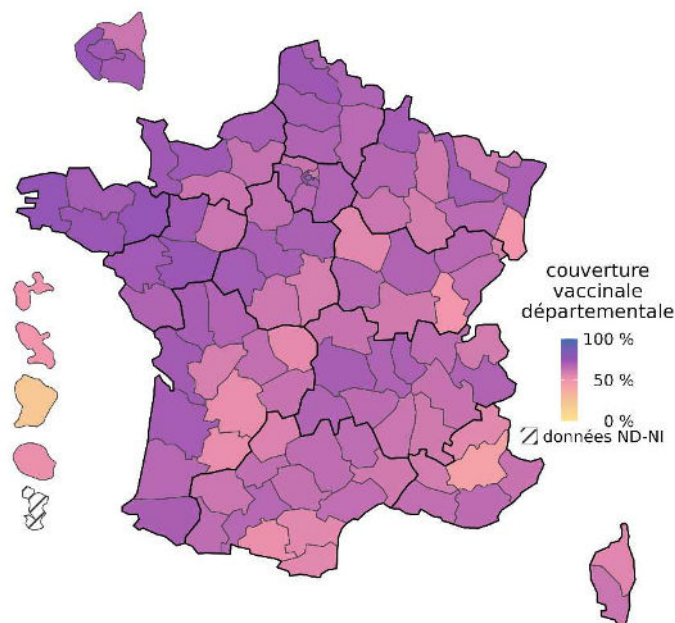 couverture
vaccinale
départementale
100 %
50 %
0 %
données ND-NI